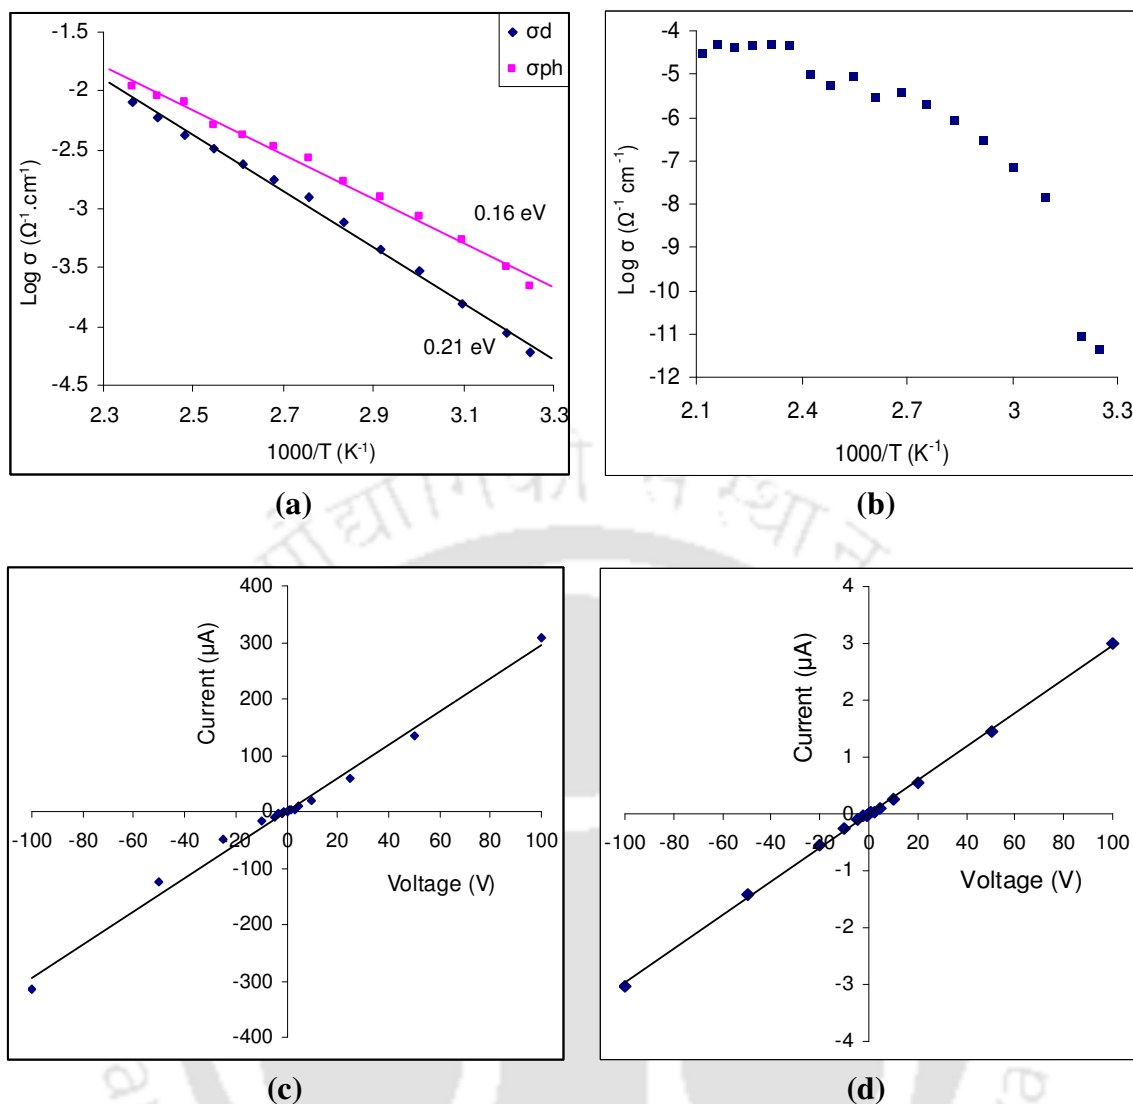 -1.5
-2
-2.5
-3
-3.5
-4
-4.5
Log σ (Ω⁻¹.cm⁻¹)
σd
σph
0.16 eV
0.21 eV
2.3 2.5 2.7 2.9 3.1 3.3
1000/T (K⁻¹)
(a)
-4
-5
-6
-7
-8
-9
-10
-11
-12
Log σ (Ω⁻¹ cm⁻¹)
2.1 2.4 2.7 3 3.3
1000/T (K⁻¹)
(b)
400
300
200
100
0
-100
-200
-300
-400
Current (µA)
-100 -80 -60 -40 -20 0 20 40 60 80 100
Voltage (V)
(c)
4
3
2
1
0
-1
-2
-3
-4
Current (µA)
-100 -80 -60 -40 -20 0 20 40 60 80 100
Voltage (V)
(d)